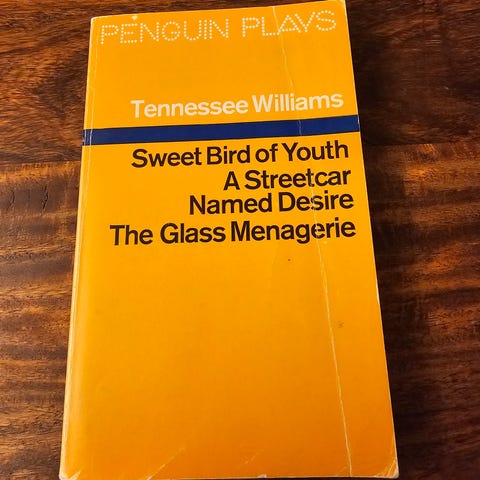 PENGUIN PLAYS
Tennessee Williams
Sweet Bird of Youth
A Streetcar
Named Desire
The Glass Menagerie